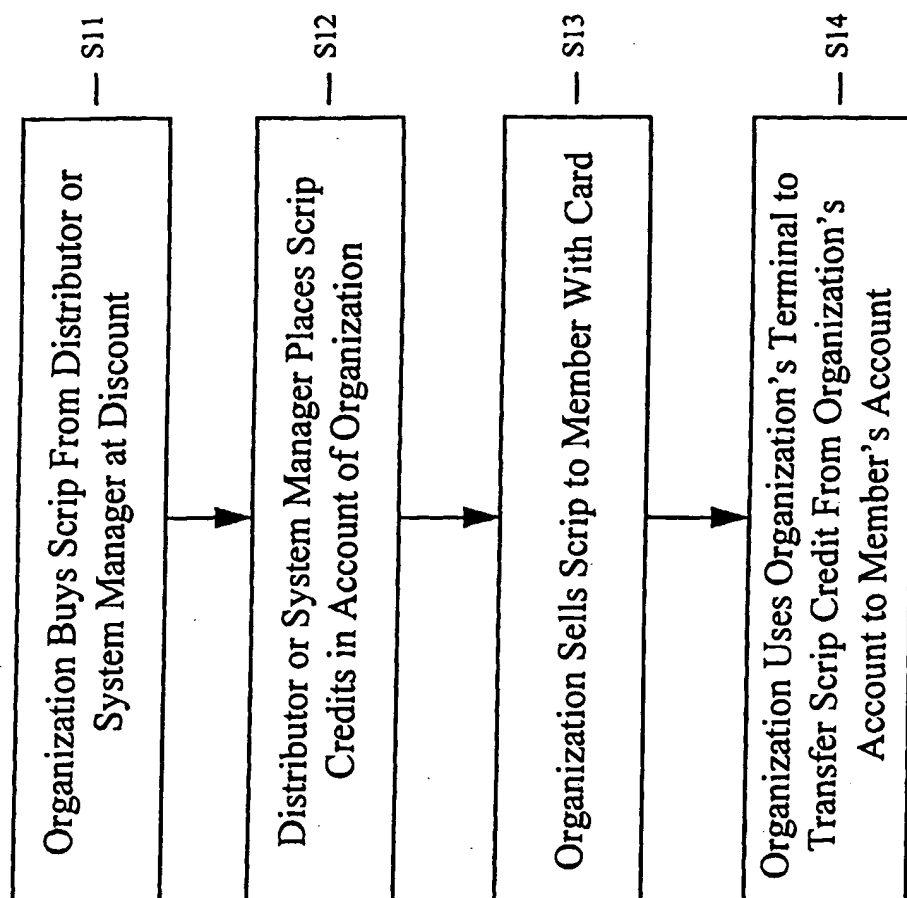 Organization Buys Scrip From Distributor or
System Manager at Discount
S11
Distributor or System Manager Places Scrip
Credits in Account of Organization
S12
Organization Sells Scrip to Member With Card
S13
Organization Uses Organization's Terminal to
Transfer Scrip Credit From Organization's
Account to Member's Account
S14